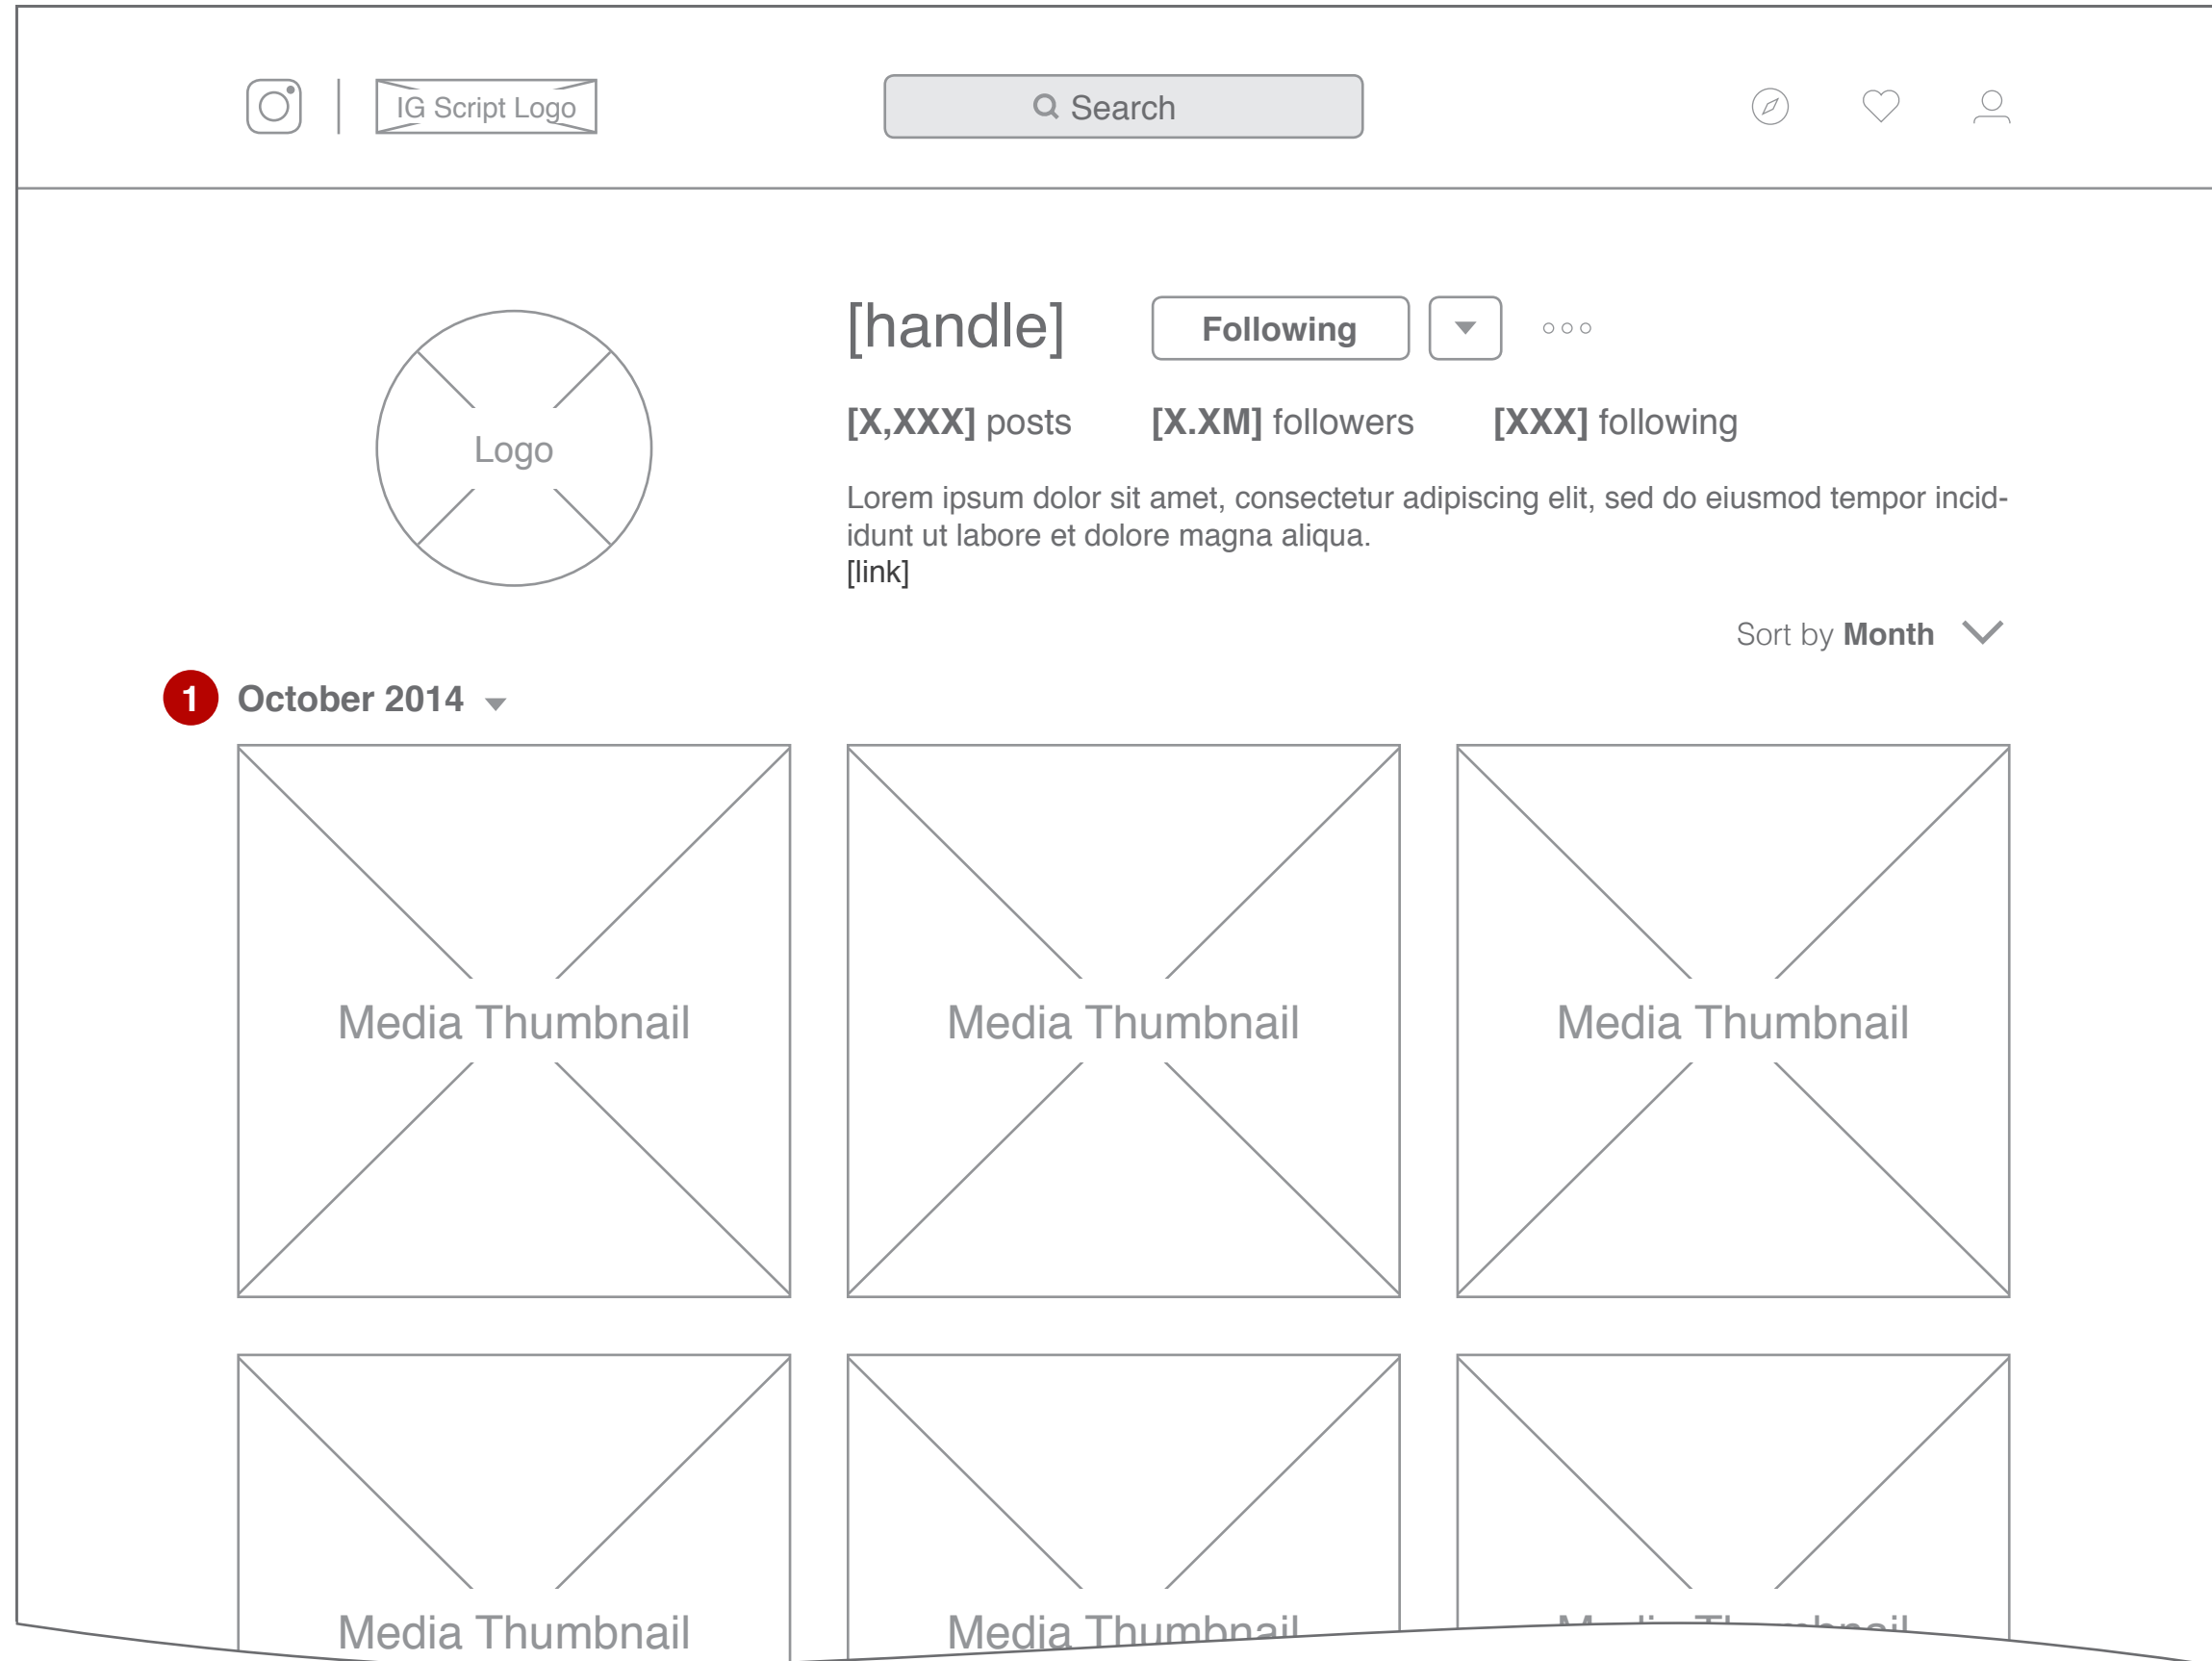 IG Script Logo
Search
[handle]
Following
[X,XXX] posts [X.XM] followers [XXX] following
Logo
Lorem ipsum dolor sit amet, consectetur adipiscing elit, sed do eiusmod tempor incid-
idunt ut labore et dolore magna aliqua.
[link]
Sort by Month
1 October 2014
Media Thumbnail
Media Thumbnail
Media Thumbnail
Media Thumbnail
Media Thumbnail
Media Thumbnail